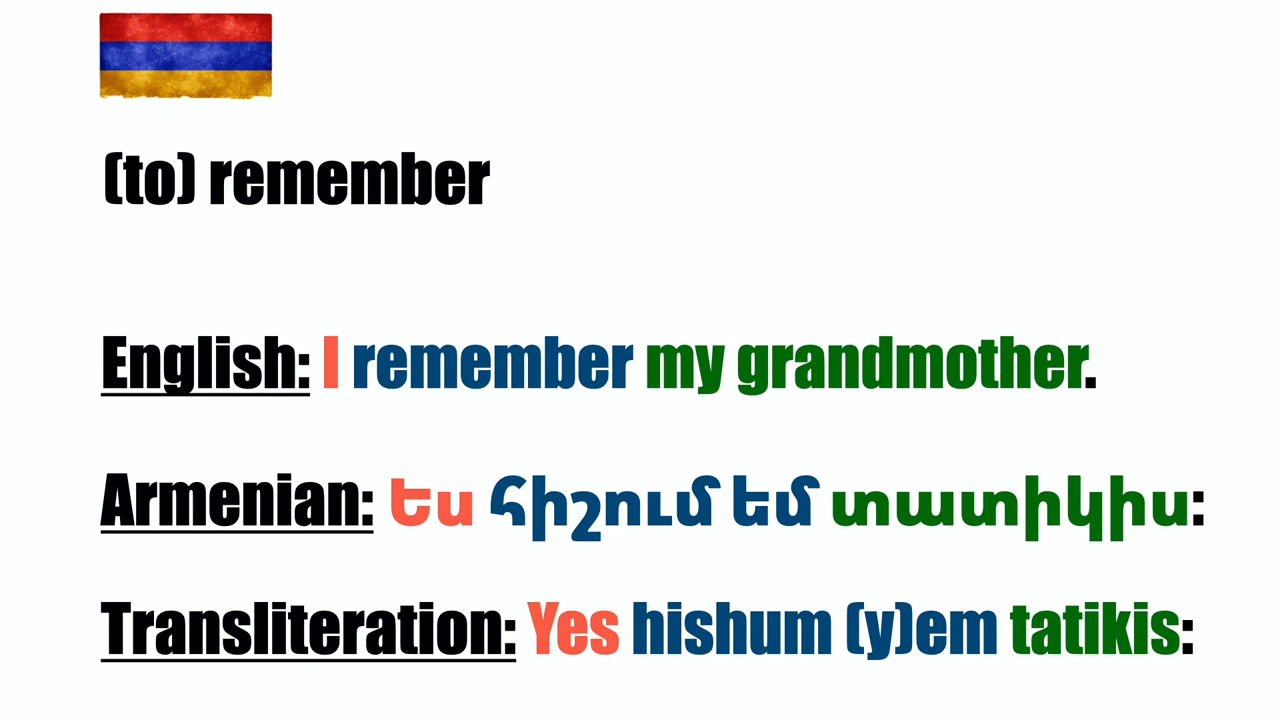 (to) remember
English: I remember my grandmother.
Armenian: Ես հիշում եմ տատիկիս:
Transliteration: Yes hishum (y)em tatikis: